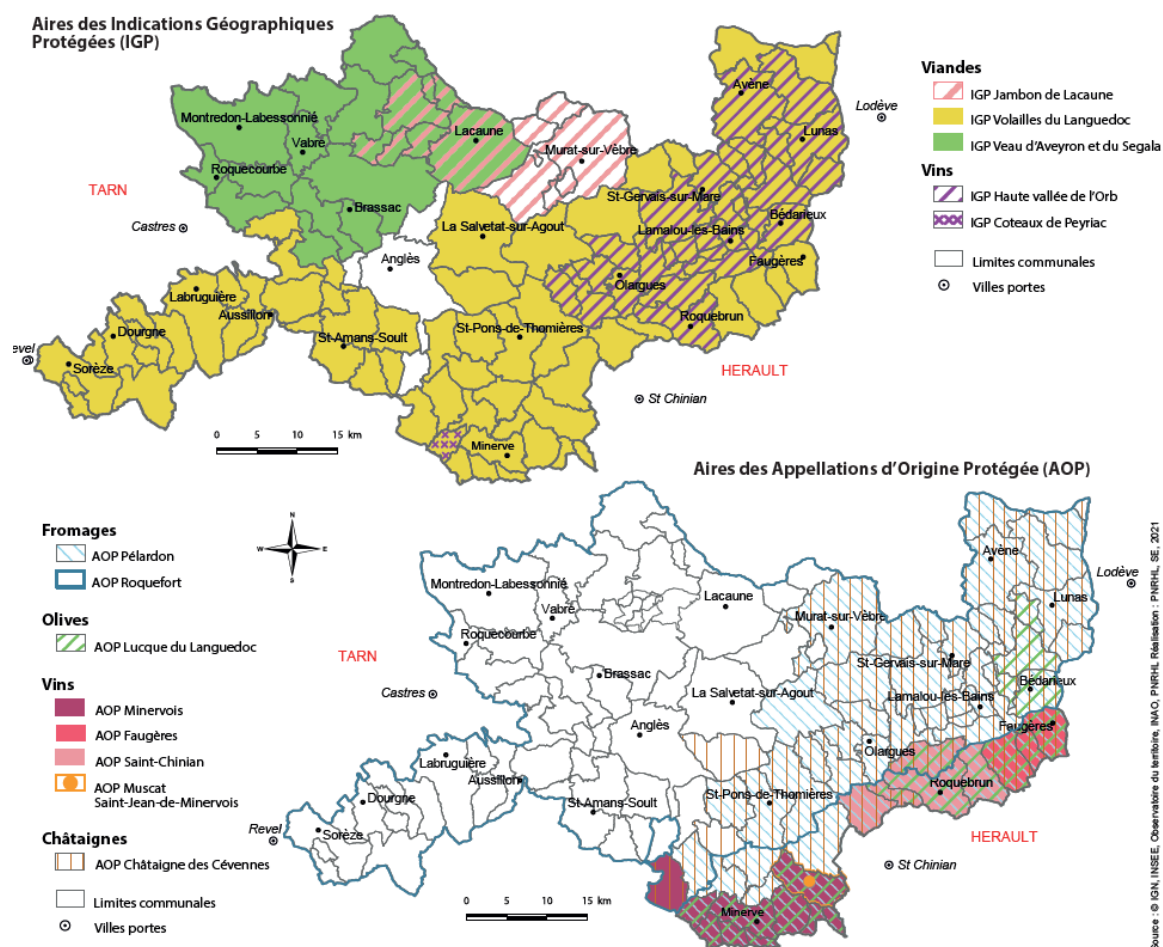 Aires des Indications Géographiques
Protégées (IGP)
Avène
Lodève
Lunas
Montredon-Labessonnié
Vabre
Lacaune
Murat-sur-Vèbre
Roquecourbe
TARN
Brassac
St-Gervais-sur-Mare
Bédarieux
Castres
La Salvetat-sur-Agout
Lamalou-les-Bains
Anglès
Faugères
Olargues
Labruguière
Aussillon
Roquebrun
Dourgne
St-Amans-Soult
St-Pons-de-Thomières
Revel
Sorèze
HERAULT
St Chinian
Minerve
0 5 10 15 km
Viandes
IGP Jambon de Lacaune
IGP Volailles du Languedoc
IGP Veau d'Aveyron et du Segala
Vins
IGP Haute vallée de l'Orb
IGP Coteaux de Peyriac
Limites communales
Villes portes
Aires des Appellations d'Origine Protégée (AOP)
Fromages
AOP Pélardon
AOP Roquefort
Olives
AOP Lucque du Languedoc
Vins
AOP Minervois
AOP Faugères
AOP Saint-Chinian
AOP Muscat
Saint-Jean-de-Minervois
Châtaignes
AOP Châtaigne des Cévennes
Limites communales
Villes portes
N
W E
S
Avène
Lodève
Lunas
Montredon-Labessonnié
Vabre
Lacaune
Murat-sur-Vèbre
Roquecourbe
TARN
Brassac
St-Gervais-sur-Mare
Bédarieux
Castres
La Salvetat-sur-Agout
Lamalou-les-Bains
Anglès
Faugères
Olargues
Labruguière
Aussillon
Roquebrun
Dourgne
St-Amans-Soult
St-Pons-de-Thomières
Revel
Sorèze
HERAULT
St Chinian
Minerve
0 5 10 15 km
Source : © IGN, INSEE, Observatoire du territoire, INAO, PNRHL Réalisation : PNRHL, SE, 2021